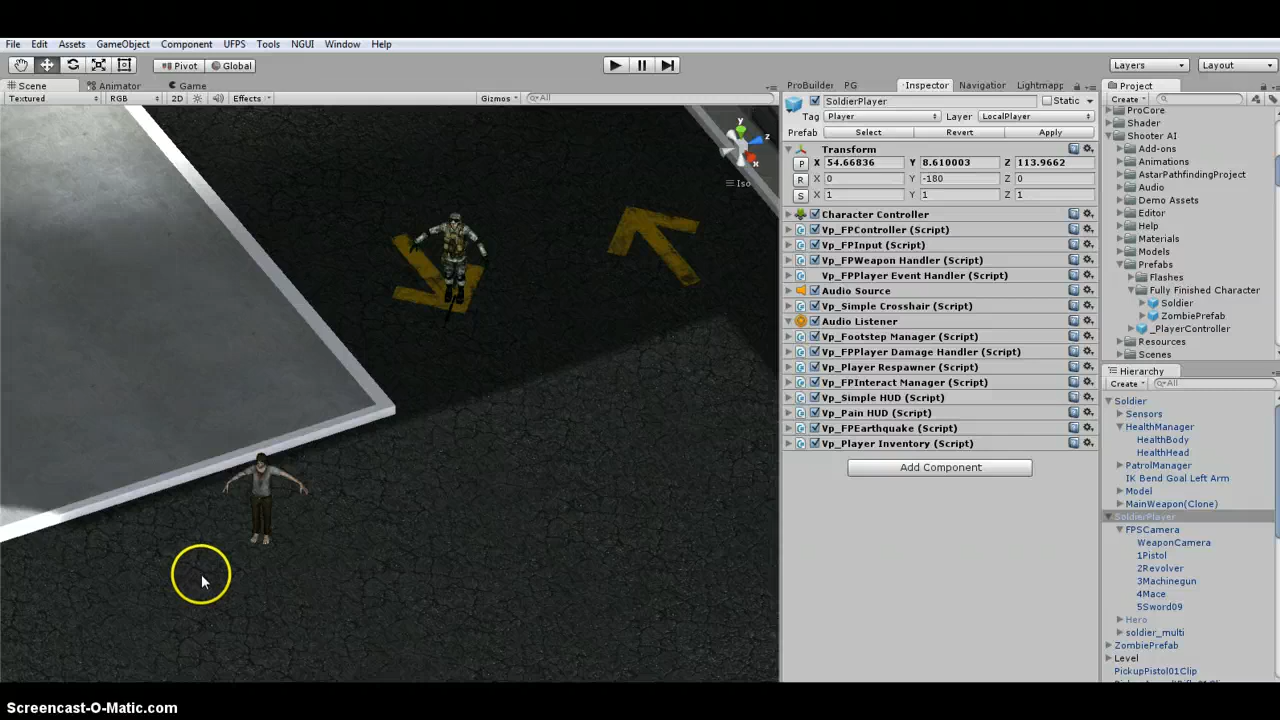 File Edit Assets GameObject Component UFPS Tools NGUI Window Help
Pivot Global Layers Layout
Scene Animator Game
Textured RGB 2D Effects Gizmos All
y
z
x
Iso
ProBuilder PG Inspector Navigator Lightmapp
SoldierPlayer Static
Tag Player Layer LocalPlayer
Prefab Select Revert Apply
Transform
P X 54.66836 Y 8.610003 Z 113.9662
R X 0 Y -180 Z 0
S X 1 Y 1 Z 1
Character Controller
Vp_FPController (Script)
Vp_FPInput (Script)
Vp_FPWeapon Handler (Script)
Vp_FPPlayer Event Handler (Script)
Audio Source
Vp_Simple Crosshair (Script)
Audio Listener
Vp_Footstep Manager (Script)
Vp_FPPlayer Damage Handler (Script)
Vp_Player Respawner (Script)
Vp_FPInteract Manager (Script)
Vp_Simple HUD (Script)
Vp_Pain HUD (Script)
Vp_FPEarthquake (Script)
Vp_Player Inventory (Script)
Add Component
Project
Create
ProCore
Shader
Shooter AI
Add-ons
Animations
AstarPathfindingProject
Audio
Demo Assets
Editor
Help
Materials
Models
Prefabs
Flashes
Fully Finished Character
Soldier
ZombiePrefab
_PlayerController
Resources
Scenes
Hierarchy
Create All
Soldier
Sensors
HealthManager
HealthBody
HealthHead
PatrolManager
IK Bend Goal Left Arm
Model
MainWeapon(Clone)
SoldierPlayer
FPSCamera
WeaponCamera
1Pistol
2Revolver
3Machinegun
4Mace
5Sword09
Hero
soldier_multi
ZombiePrefab
Level
PickupPistol01Clip
Screencast-O-Matic.com